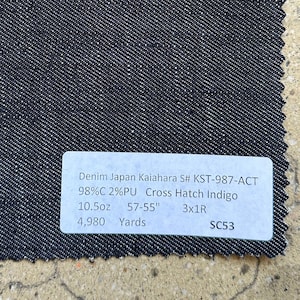 Denim Japan Kaiahara S# KST-987-ACT
98%C 2%PU Cross Hatch Indigo
10.5oz 57-55" 3x1R
4,980 Yards SC53